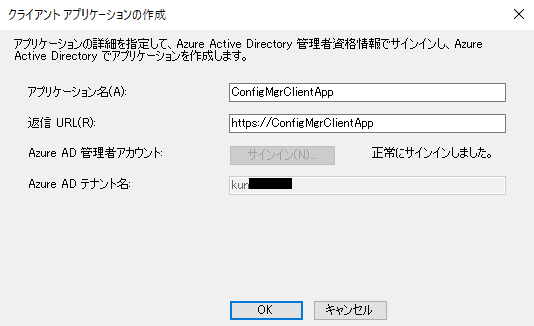 クライアント アプリケーションの作成
アプリケーションの詳細を指定して、Azure Active Directory 管理者資格情報でサインインし、Azure
Active Directory でアプリケーションを作成します。
アプリケーション名(A):
ConfigMgrClientApp
返信 URL(R):
https://ConfigMgrClientApp
Azure AD 管理者アカウント:
サインイン(N)...
正常にサインインしました。
Azure AD テナント名:
kun
OK
キャンセル